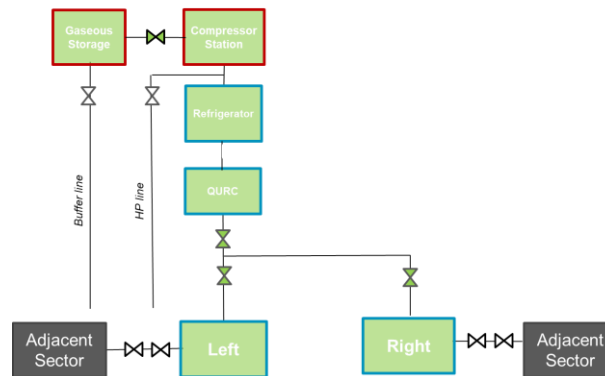 Gaseous
Storage
Compressor
Station
Refrigerator
QURC
Buffer line
HP line
Adjacent
Sector
Left
Right
Adjacent
Sector